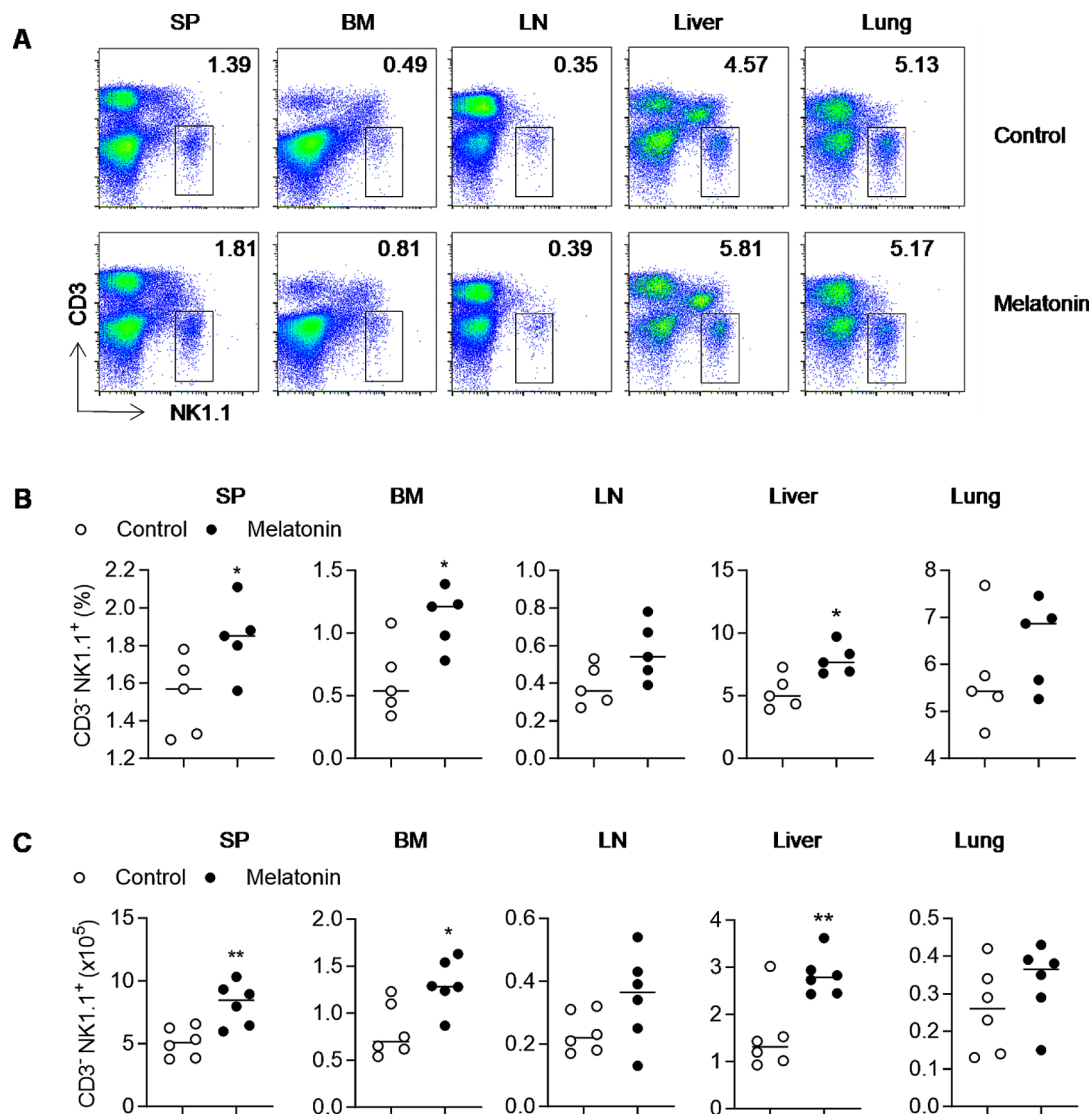 A
SP BM LN Liver Lung
1.39 0.49 0.35 4.57 5.13
Control
1.81 0.81 0.39 5.81 5.17
Melatonin
CD3
NK1.1
B
SP BM LN Liver Lung
Control Melatonin
CD3⁻ NK1.1⁺ (%)
2.2 1.5 1.0 15 8
* * *
2.0 0.8 7
1.0 10
1.8 0.6
6
1.6 0.4
0.5 5
1.4 0.2 5
1.2 0.0 0.0 0 4
C
SP BM LN Liver Lung
Control Melatonin
CD3⁻ NK1.1⁺ (x10⁵)
15 2.0 0.6 4 0.5
** * **
0.4
1.5 3
10 0.4
0.3
1.0 2
0.2
5 0.2
0.5 1
0.1
0 0.0 0.0 0 0.0